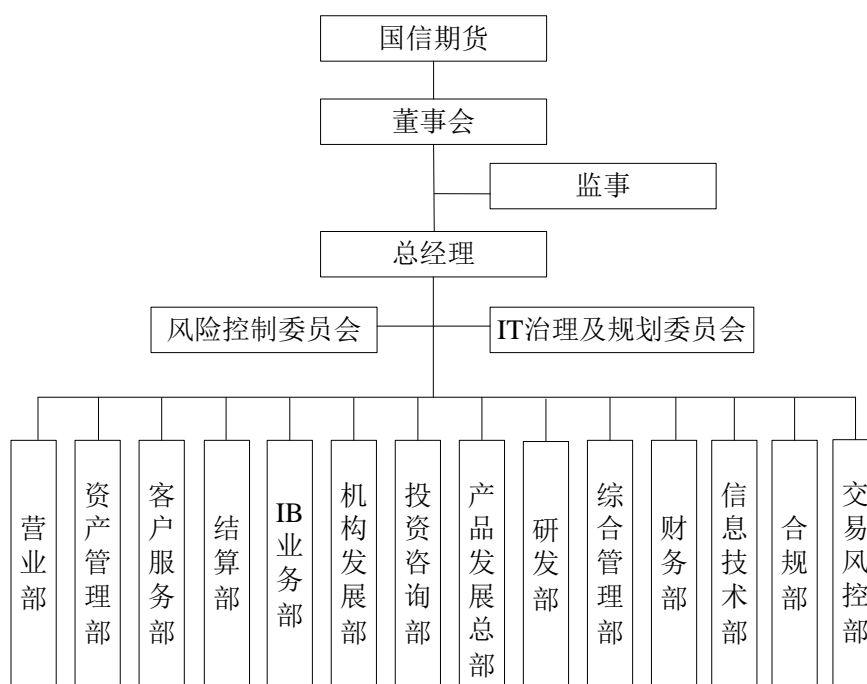 国信期货
董事会
监事
总经理
风险控制委员会
IT治理及规划委员会
营业部
资产管理部
客户服务部
结算部
IB业务部
机构发展部
投资咨询部
产品发展总部
研发部
综合管理部
财务部
信息技术部
合规部
交易风控部